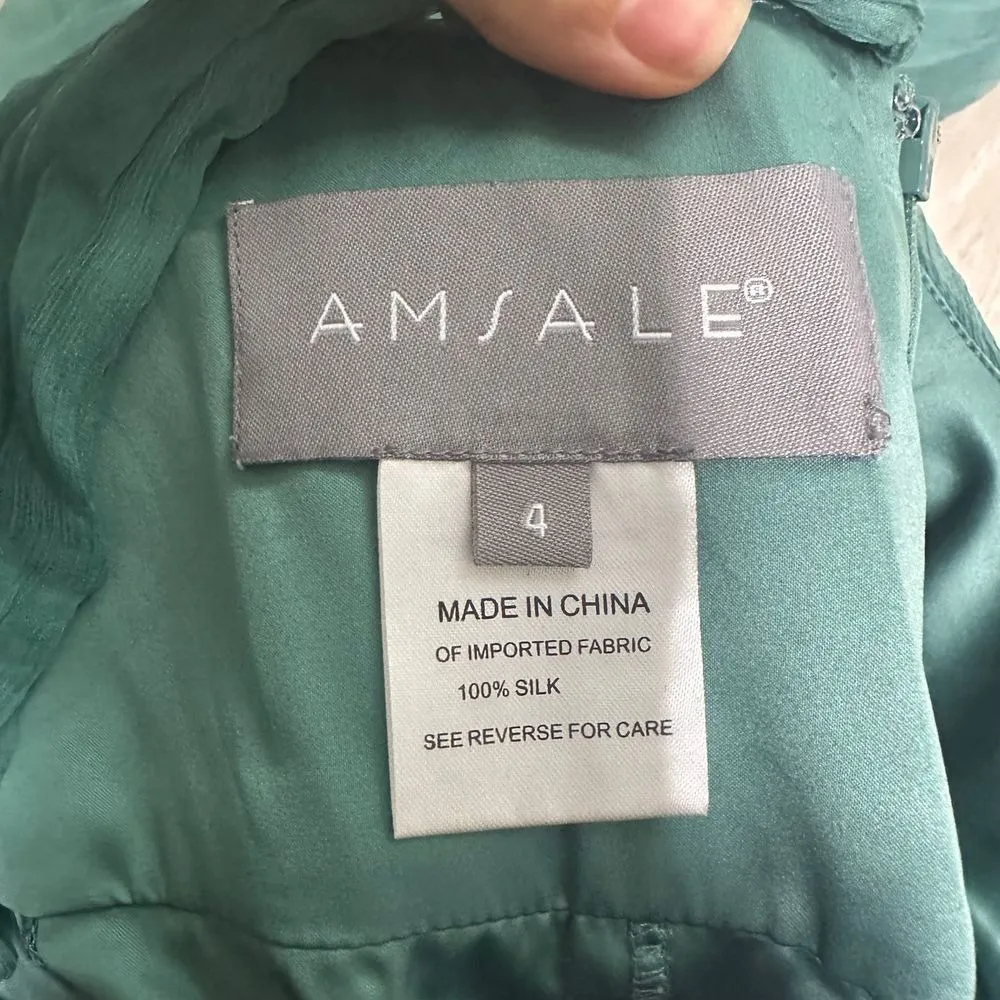 AMSALE®
4
MADE IN CHINA
OF IMPORTED FABRIC
100% SILK
SEE REVERSE FOR CARE